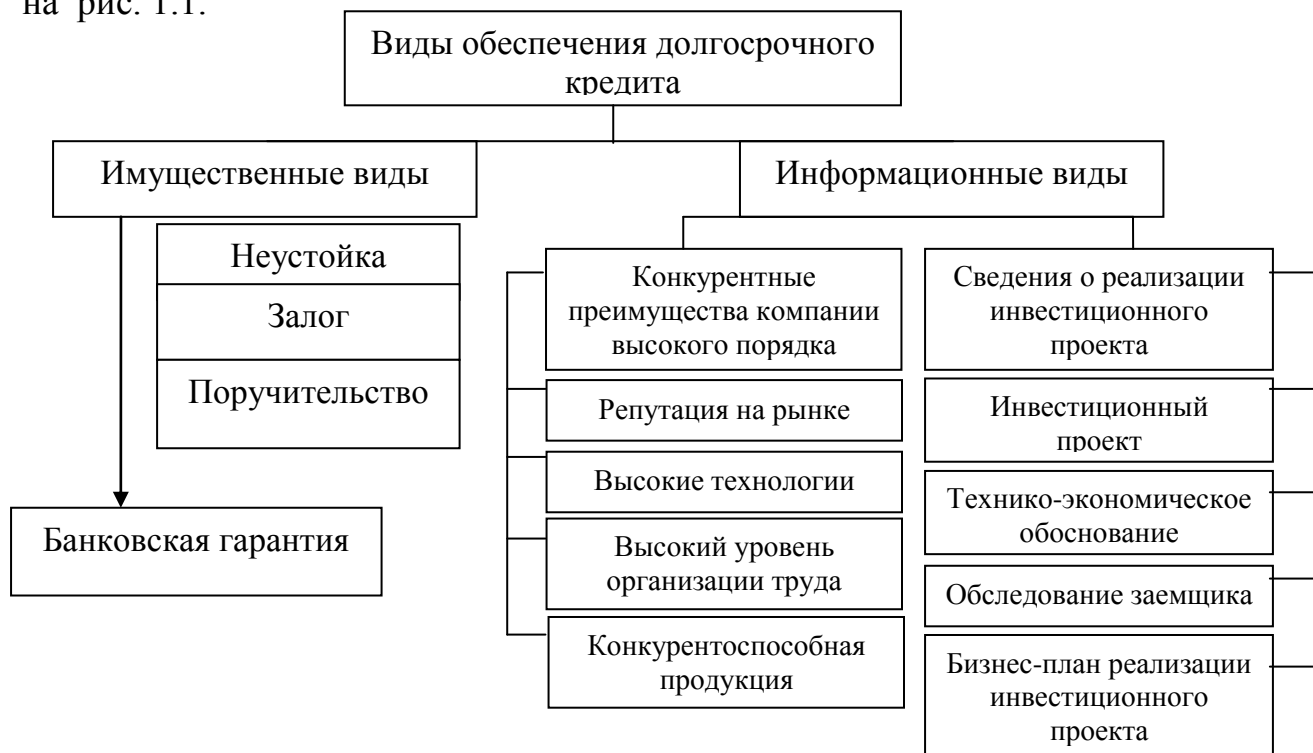 на рис. 1.1.
Виды обеспечения долгосрочного
кредита
Имущественные виды
Информационные виды
Неустойка
Залог
Поручительство
Банковская гарантия
Конкурентные
преимущества компании
высокого порядка
Репутация на рынке
Высокие технологии
Высокий уровень
организации труда
Конкурентоспособная
продукция
Сведения о реализации
инвестиционного
проекта
Инвестиционный
проект
Технико-экономическое
обоснование
Обследование заемщика
Бизнес-план реализации
инвестиционного
проекта